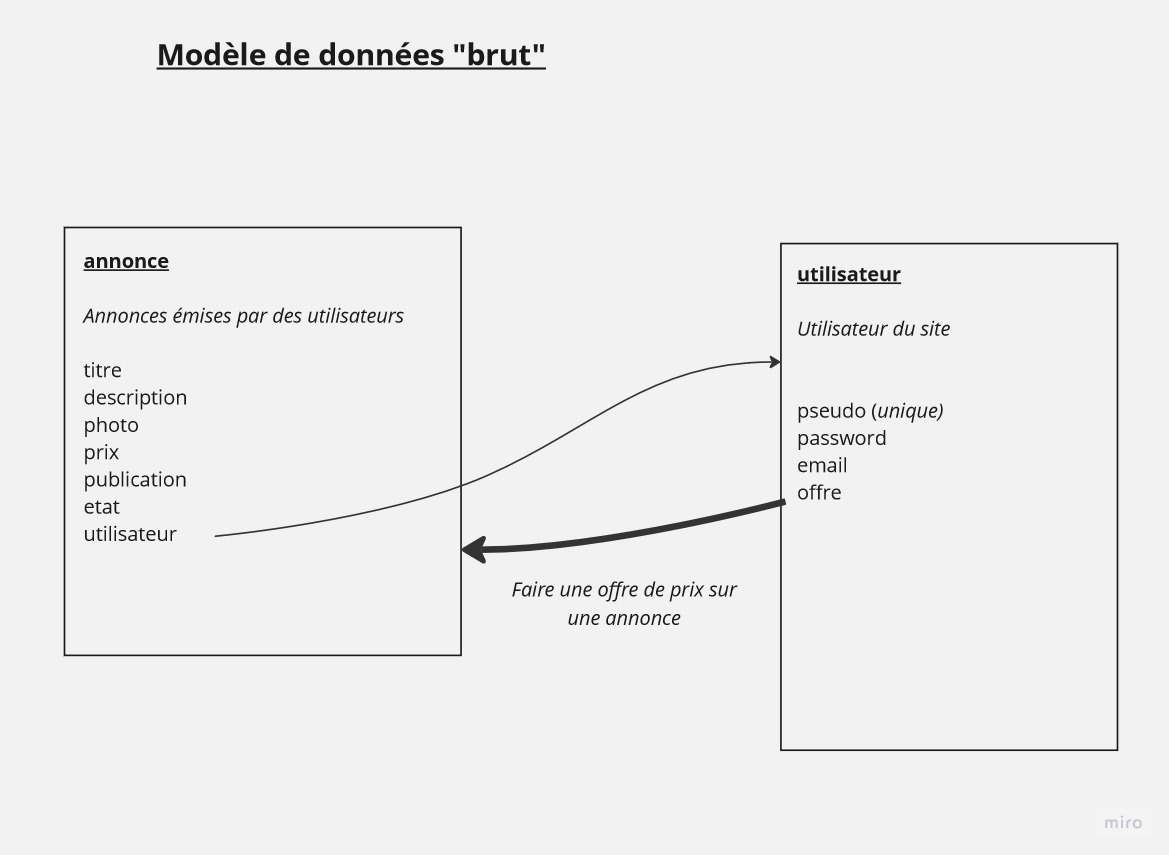 Modèle de données "brut"
annonce
Annonces émises par des utilisateurs
titre
description
photo
prix
publication
etat
utilisateur
utilisateur
Utilisateur du site
pseudo (unique)
password
email
offre
Faire une offre de prix sur
une annonce
miro